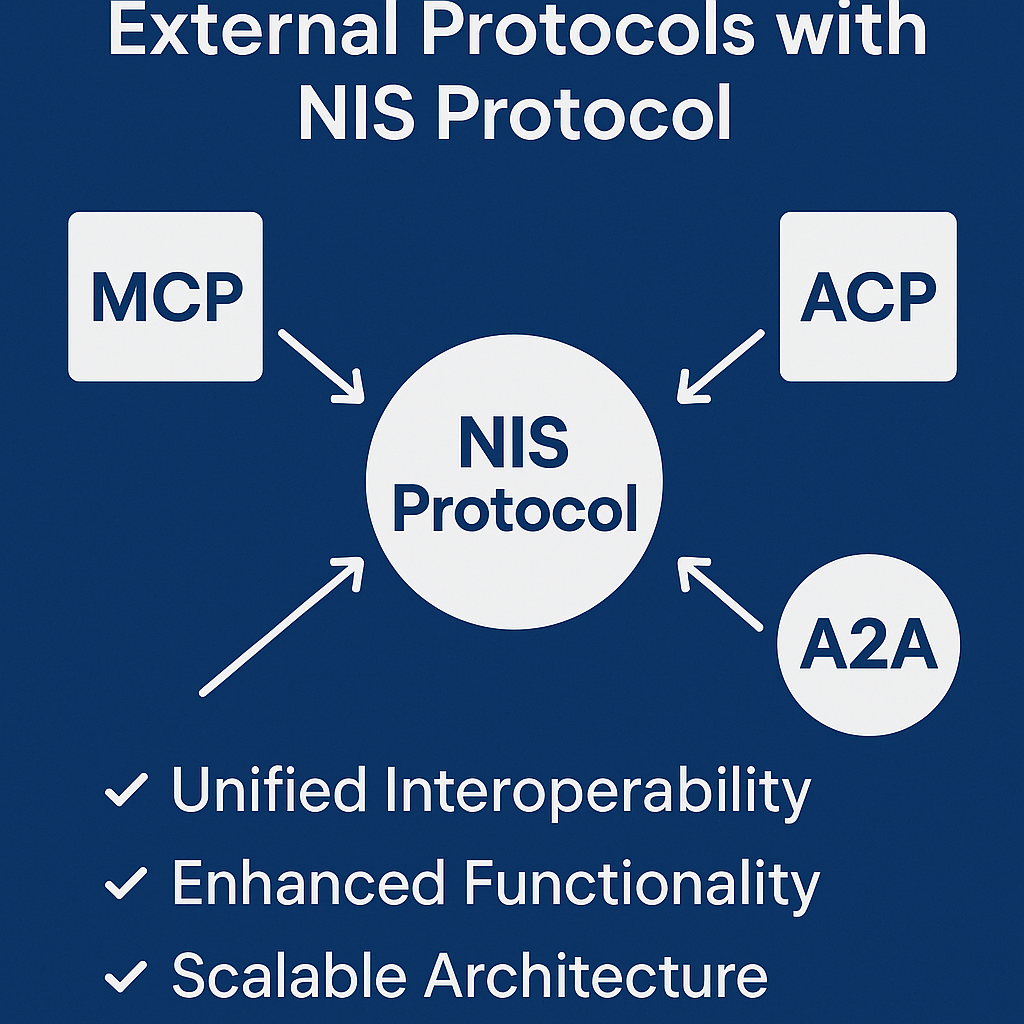 External Protocols with
NIS Protocol
MCP
ACP
NIS
Protocol
A2A
✓ Unified Interoperability
✓ Enhanced Functionality
✓ Scalable Architecture